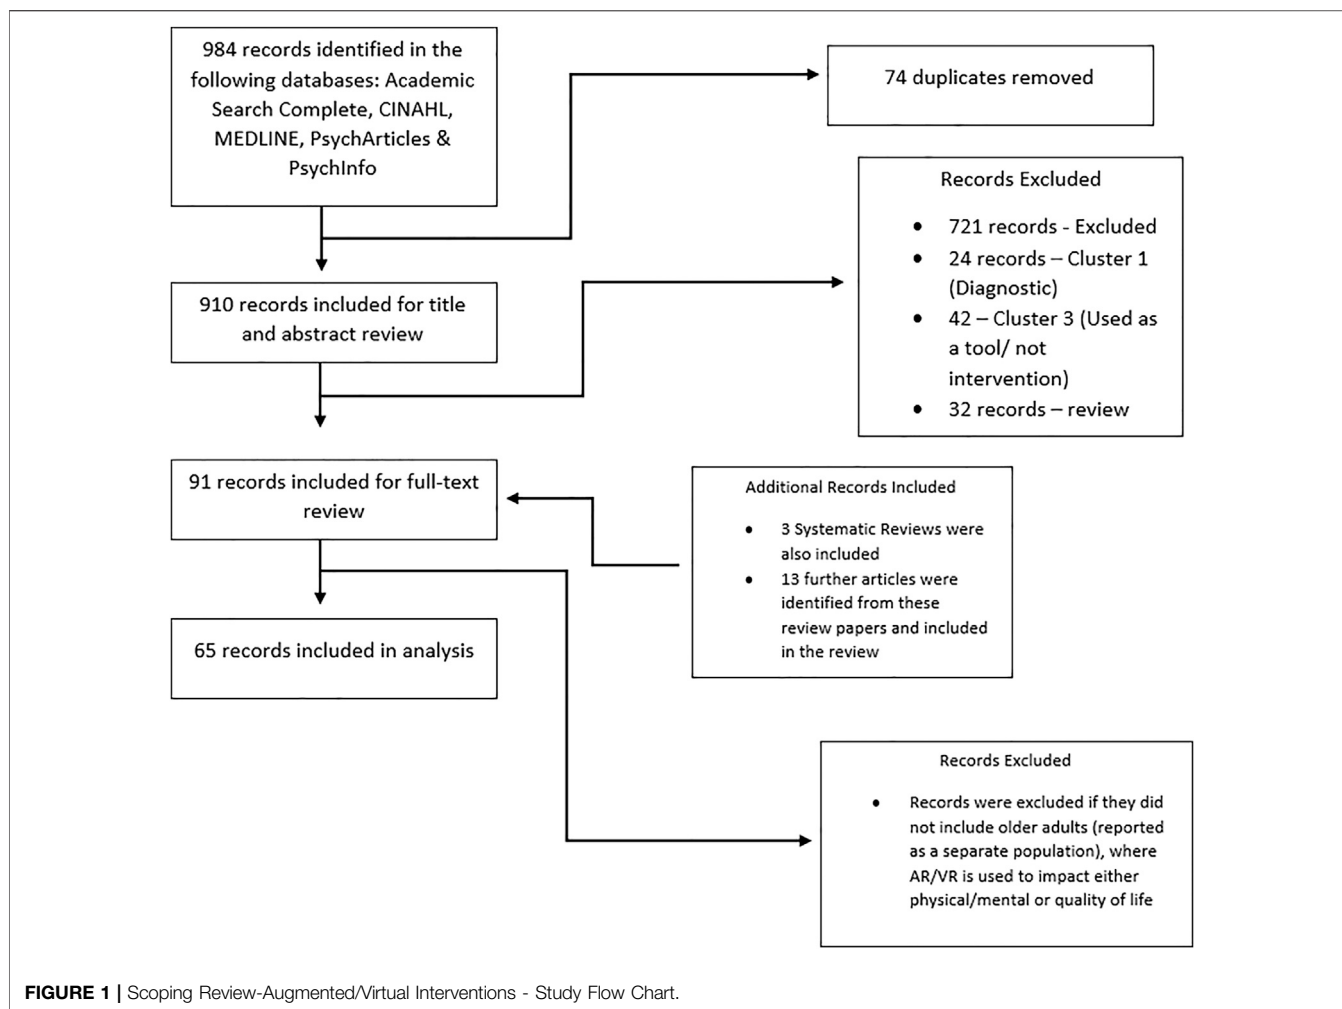 984 records identified in the
following databases: Academic
Search Complete, CINAHL,
MEDLINE, PsychArticles &
PsychInfo
74 duplicates removed
910 records included for title
and abstract review
Records Excluded
• 721 records - Excluded
• 24 records – Cluster 1
(Diagnostic)
• 42 – Cluster 3 (Used as
a tool/ not
intervention)
• 32 records – review
91 records included for full-text
review
Additional Records Included
• 3 Systematic Reviews were
also included
• 13 further articles were
identified from these
review papers and included
in the review
65 records included in analysis
Records Excluded
• Records were excluded if they did
not include older adults (reported
as a separate population), where
AR/VR is used to impact either
physical/mental or quality of life
FIGURE 1 | Scoping Review-Augmented/Virtual Interventions - Study Flow Chart.